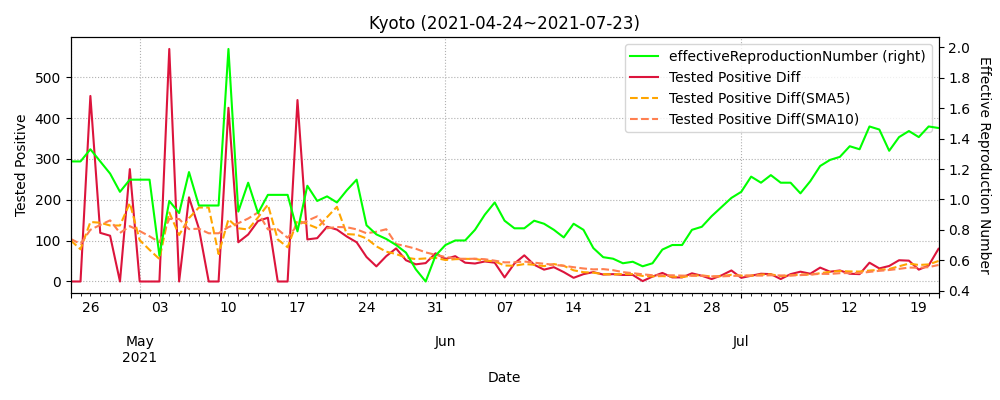 Kyoto (2021-04-24~2021-07-23)
effectiveReproductionNumber (right)
Tested Positive Diff
Tested Positive Diff(SMA5)
Tested Positive Diff(SMA10)
Tested Positive
500
400
300
200
100
0
2.0
1.8
1.6
1.4
1.2
1.0
0.8
0.6
0.4
Effective Reproduction Number
26 03 10 17 24 31 07 14 21 28 05 12 19
May Jun Jul
2021
Date